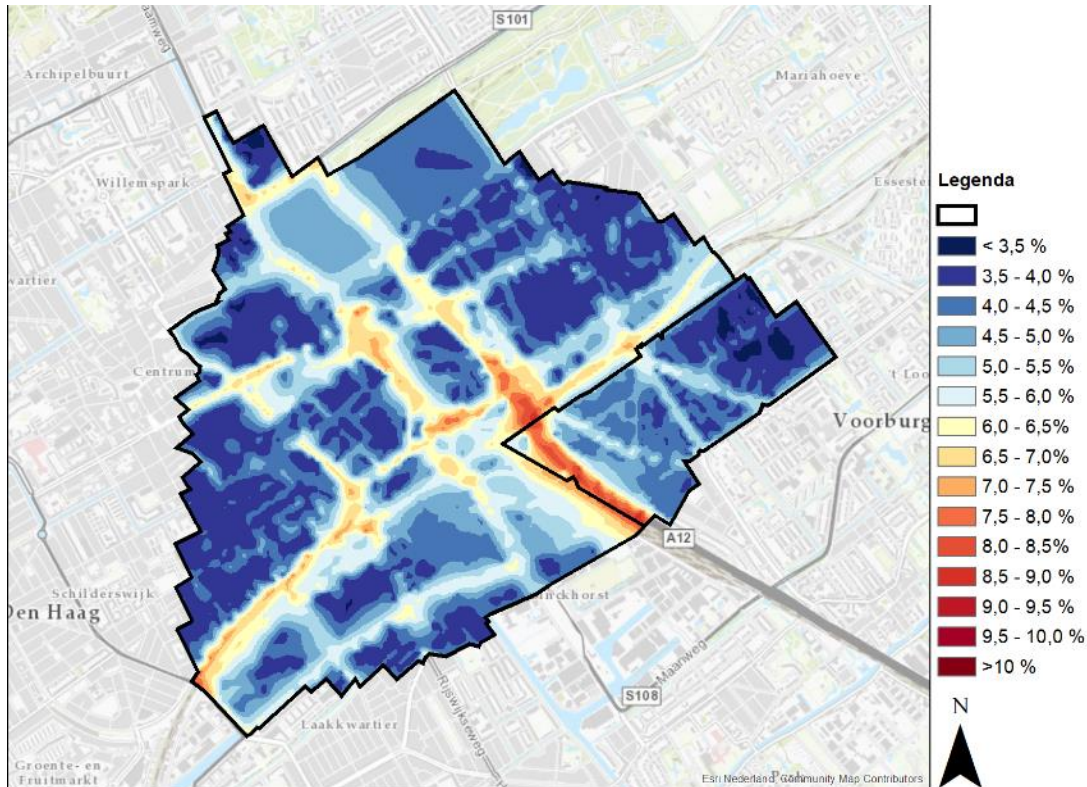 S101
Archipelbuurt
Mariahoeve
Willemspark
Essester
wartier
Centrum
't Loo
Voorburg
A12
Schilderswijk
inckhorst
Den Haag
Maanweg
S108
Rijswijkseweg
Laakkwartier
Groente- en
Fruitmarkt
Esri Nederland, Community Map Contributors
Legenda
< 3,5 %
3,5 - 4,0 %
4,0 - 4,5 %
4,5 - 5,0 %
5,0 - 5,5 %
5,5 - 6,0 %
6,0 - 6,5%
6,5 - 7,0%
7,0 - 7,5 %
7,5 - 8,0 %
8,0 - 8,5%
8,5 - 9,0 %
9,0 - 9,5 %
9,5 - 10,0 %
>10 %
N